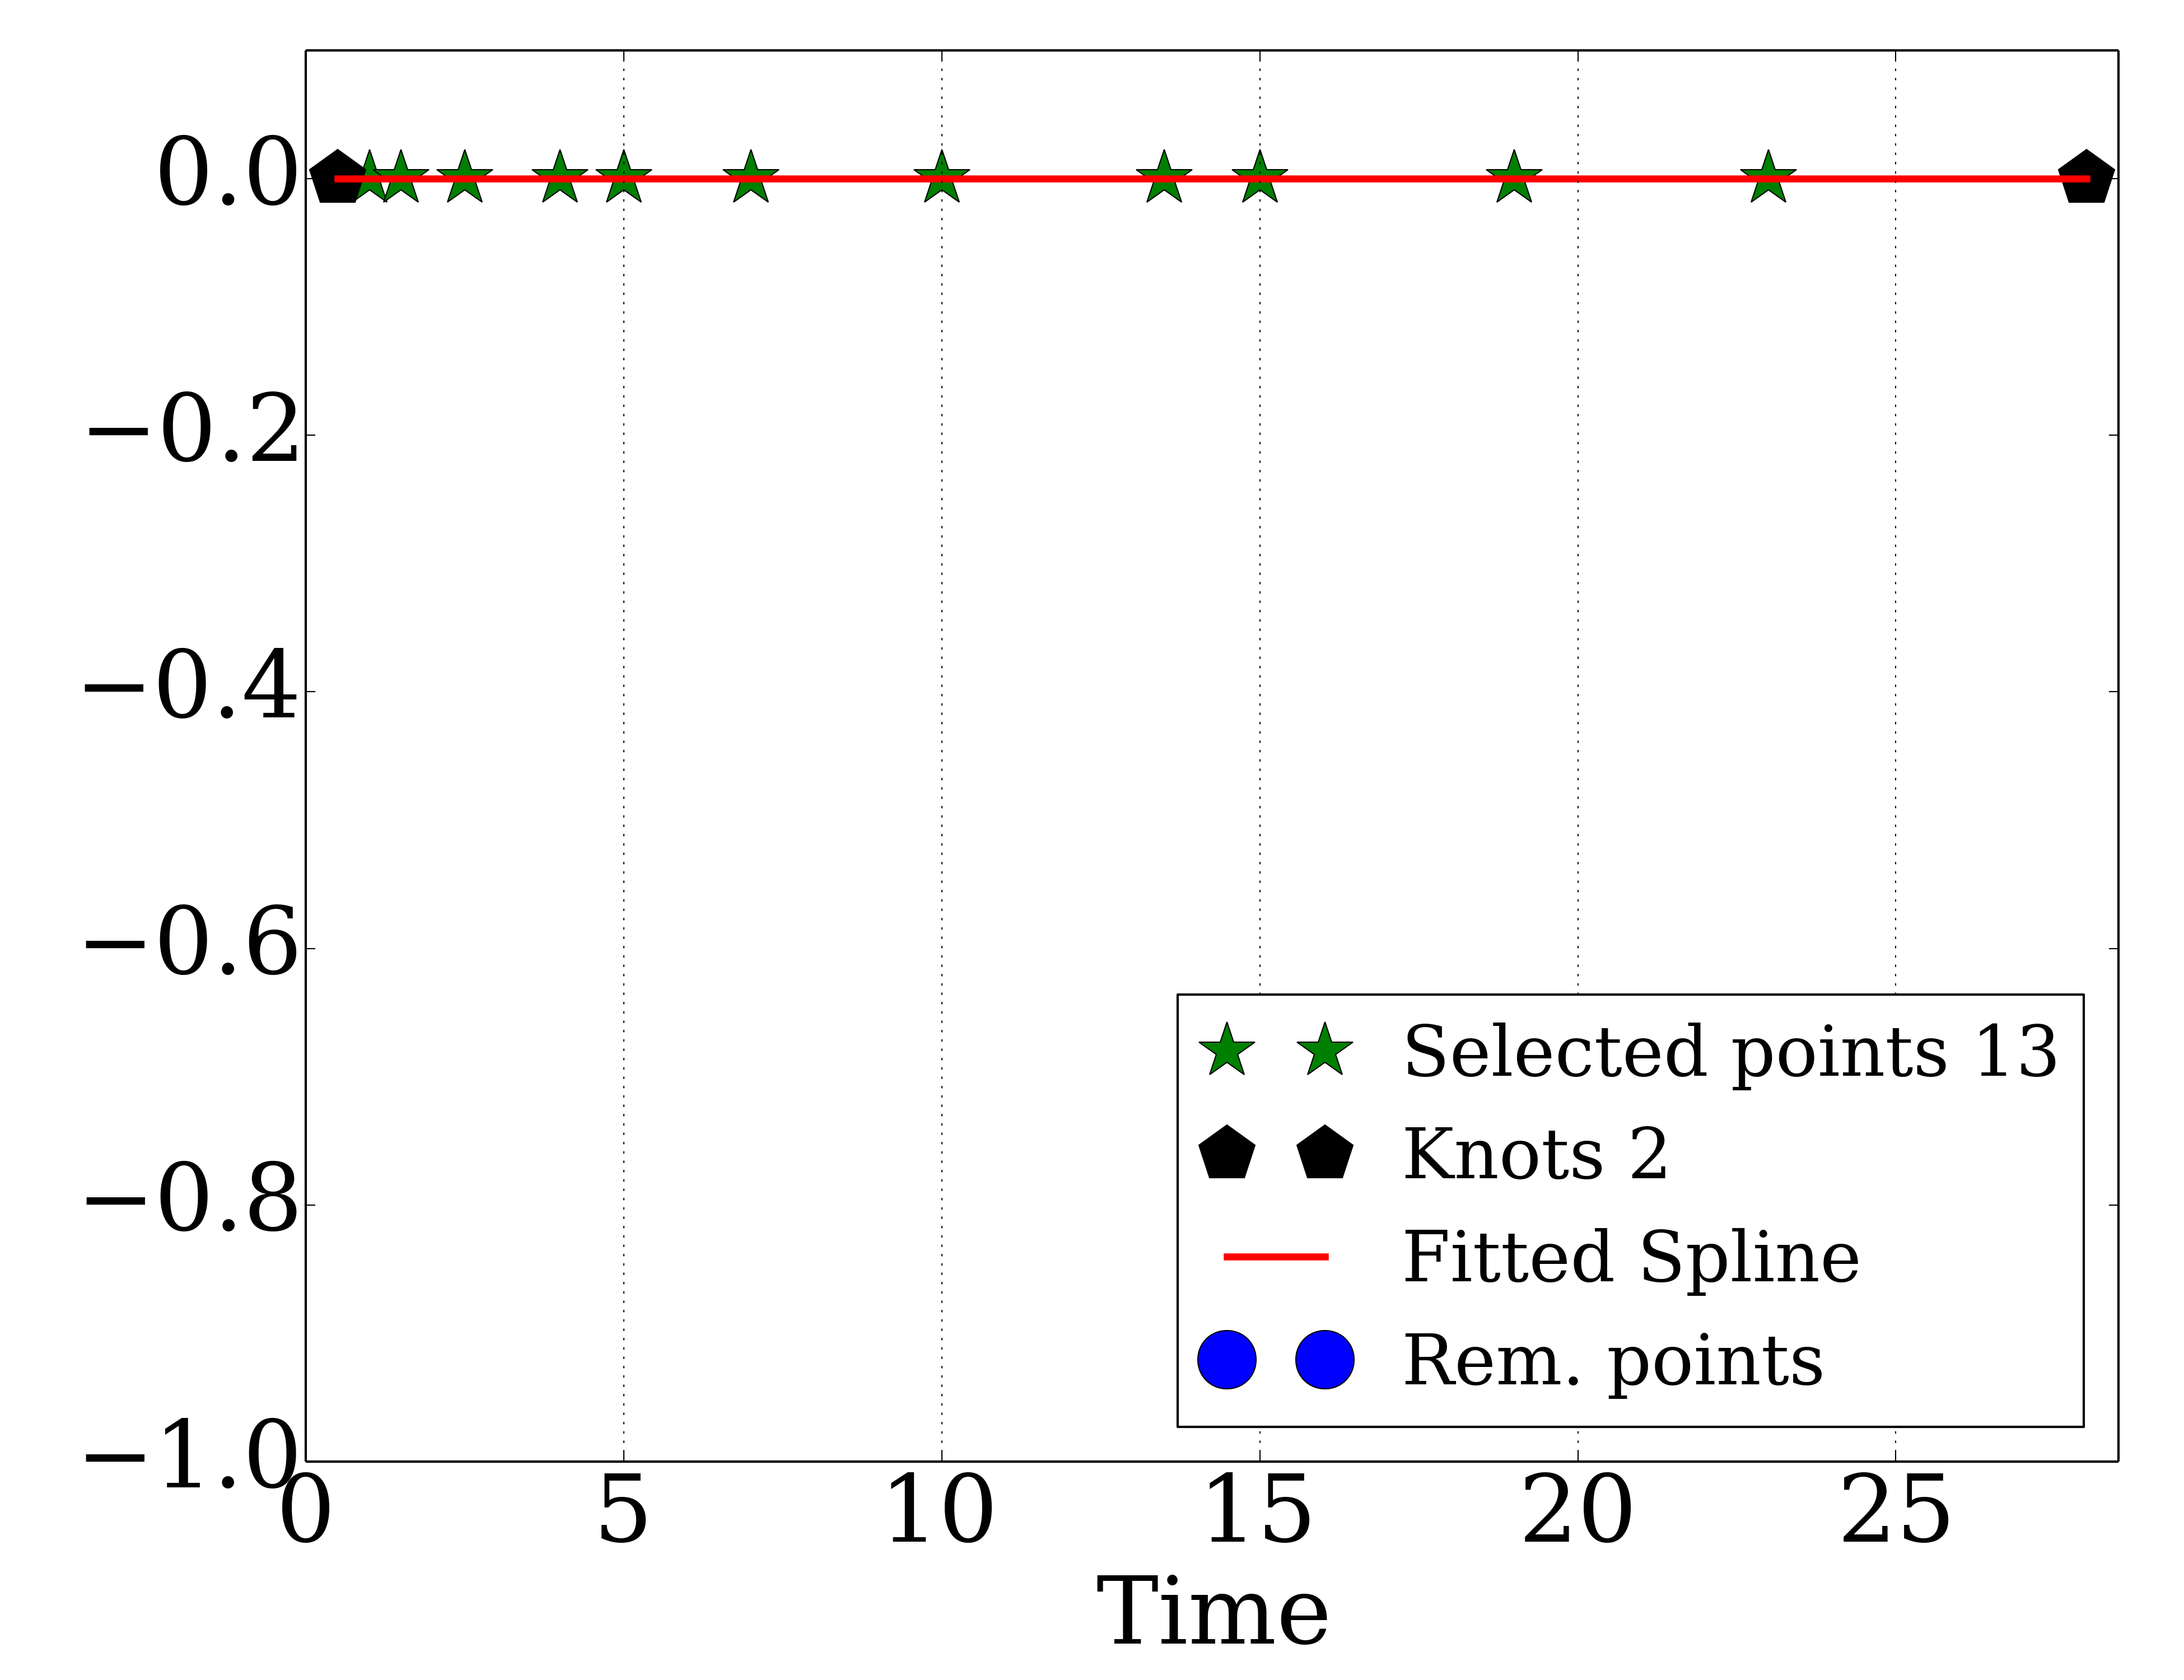 0.0
−0.2
−0.4
−0.6
−0.8
−1.0
Selected points 13
Knots 2
Fitted Spline
Rem. points
0 5 10 15 20 25
Time